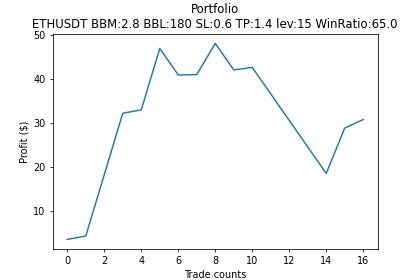 Portfolio
ETHUSDT BBM:2.8 BBL:180 SL:0.6 TP:1.4 lev:15 WinRatio:65.0
50
40
30
20
10
Profit ($)
0 2 4 6 8 10 12 14 16
Trade counts